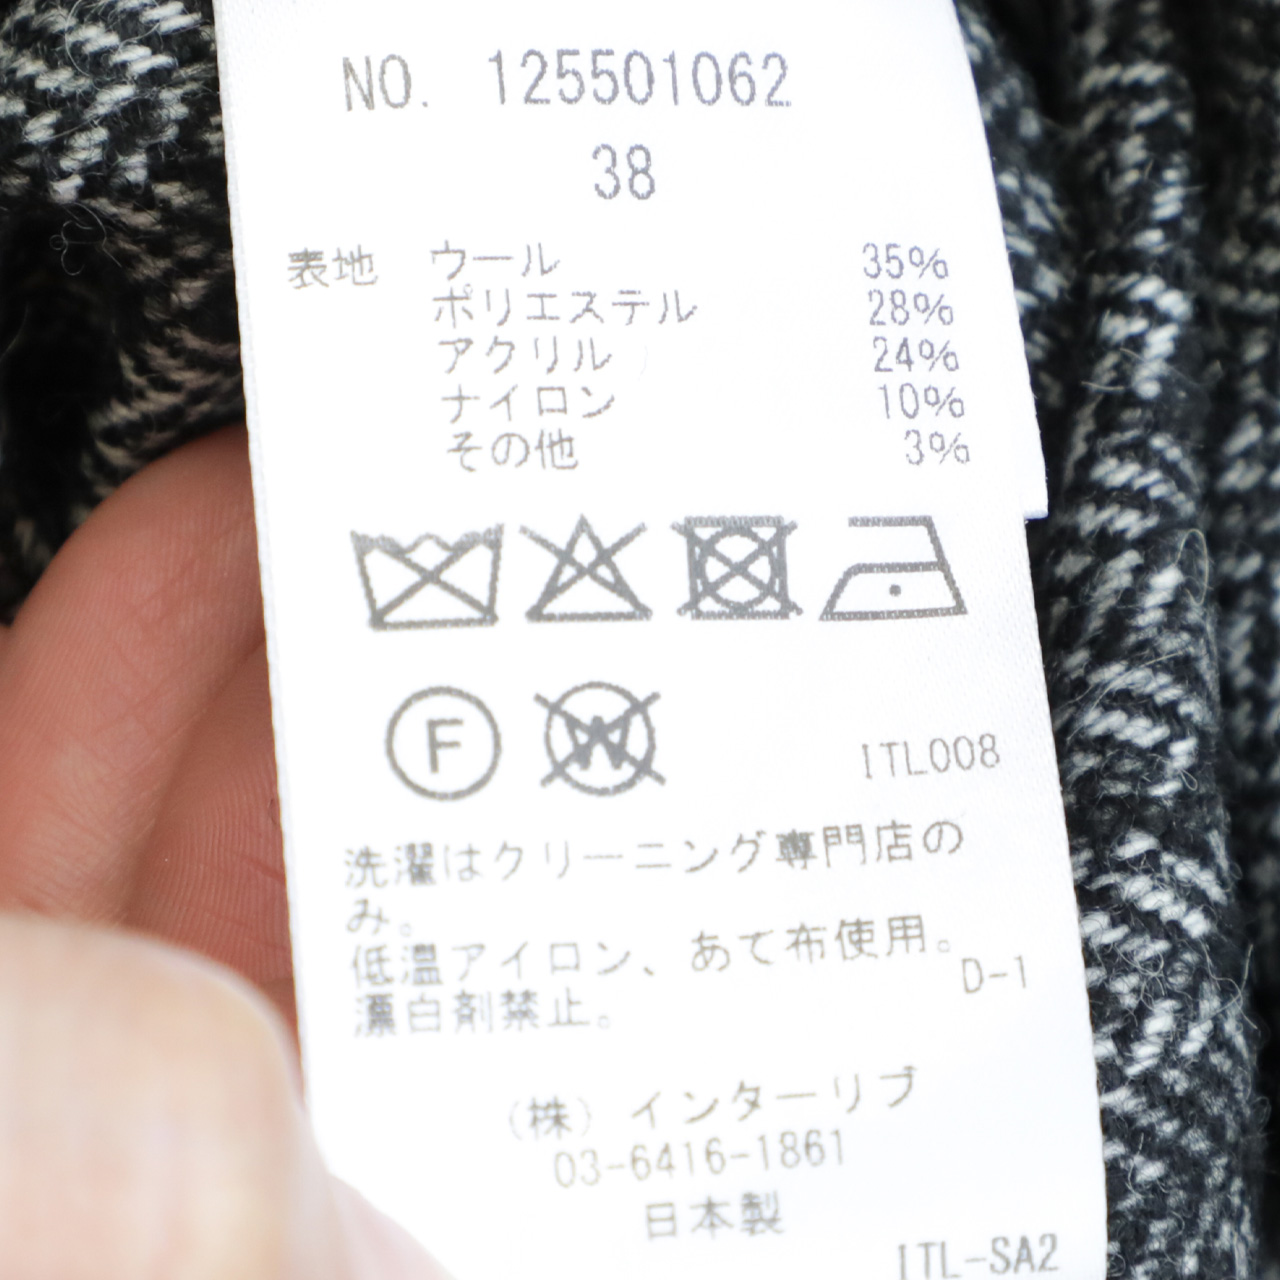 NO. 125501062
38
表地 ウール 35%
ポリエステル 28%
アクリル 24%
ナイロン 10%
その他 3%
F W
ITL008
洗濯はクリーニング専門店の
み。
低温アイロン、あて布使用。
漂白剤禁止。
D-1
(株) インターリブ
03-6416-1861
日本製
ITL-SA2